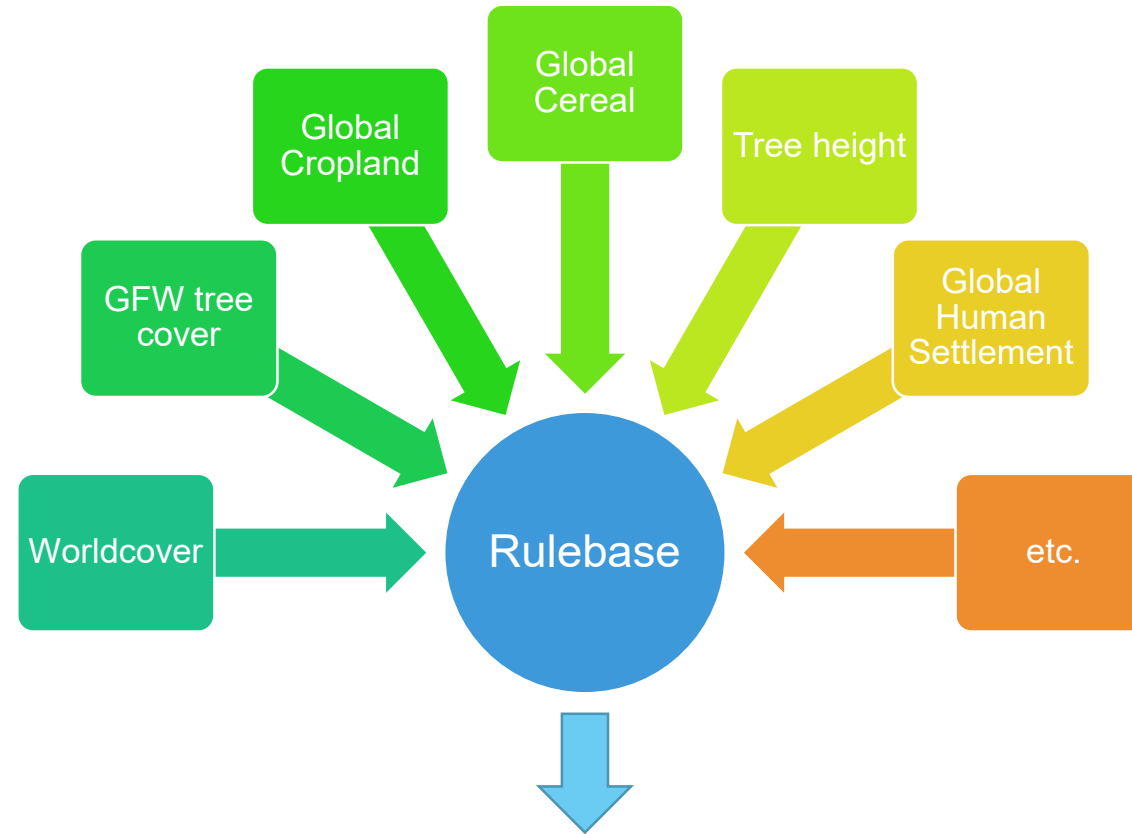 Global
Cereal
Global
Cropland
Tree height
GFW tree
cover
Global
Human
Settlement
Worldcover
Rulebase
etc.